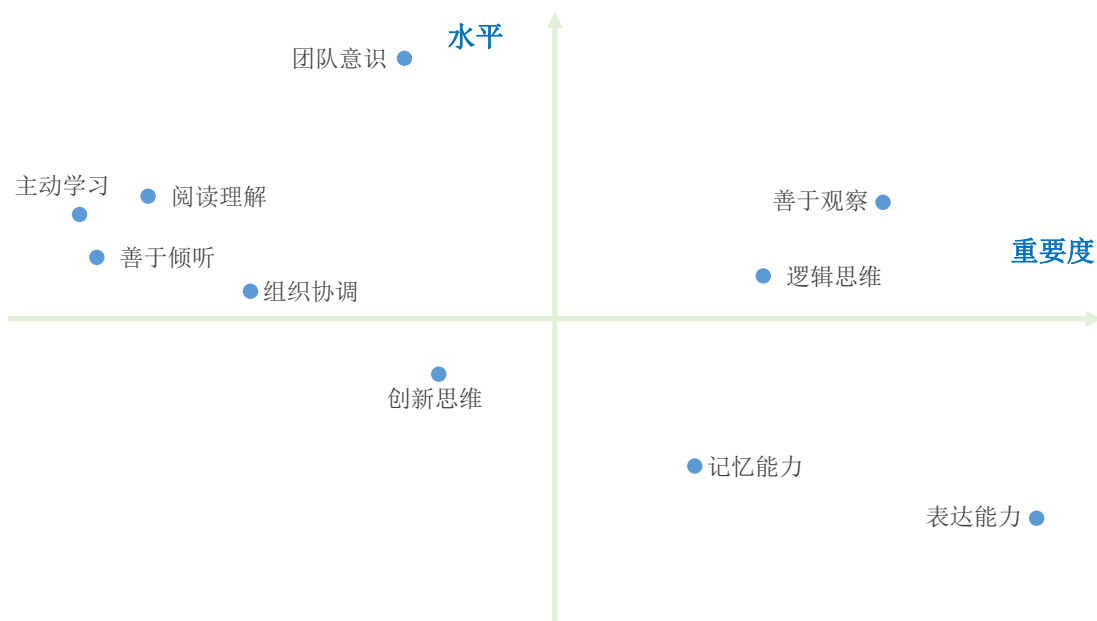 水平
团队意识
主动学习
阅读理解
善于观察
善于倾听
重要度
逻辑思维
组织协调
创新思维
记忆能力
表达能力